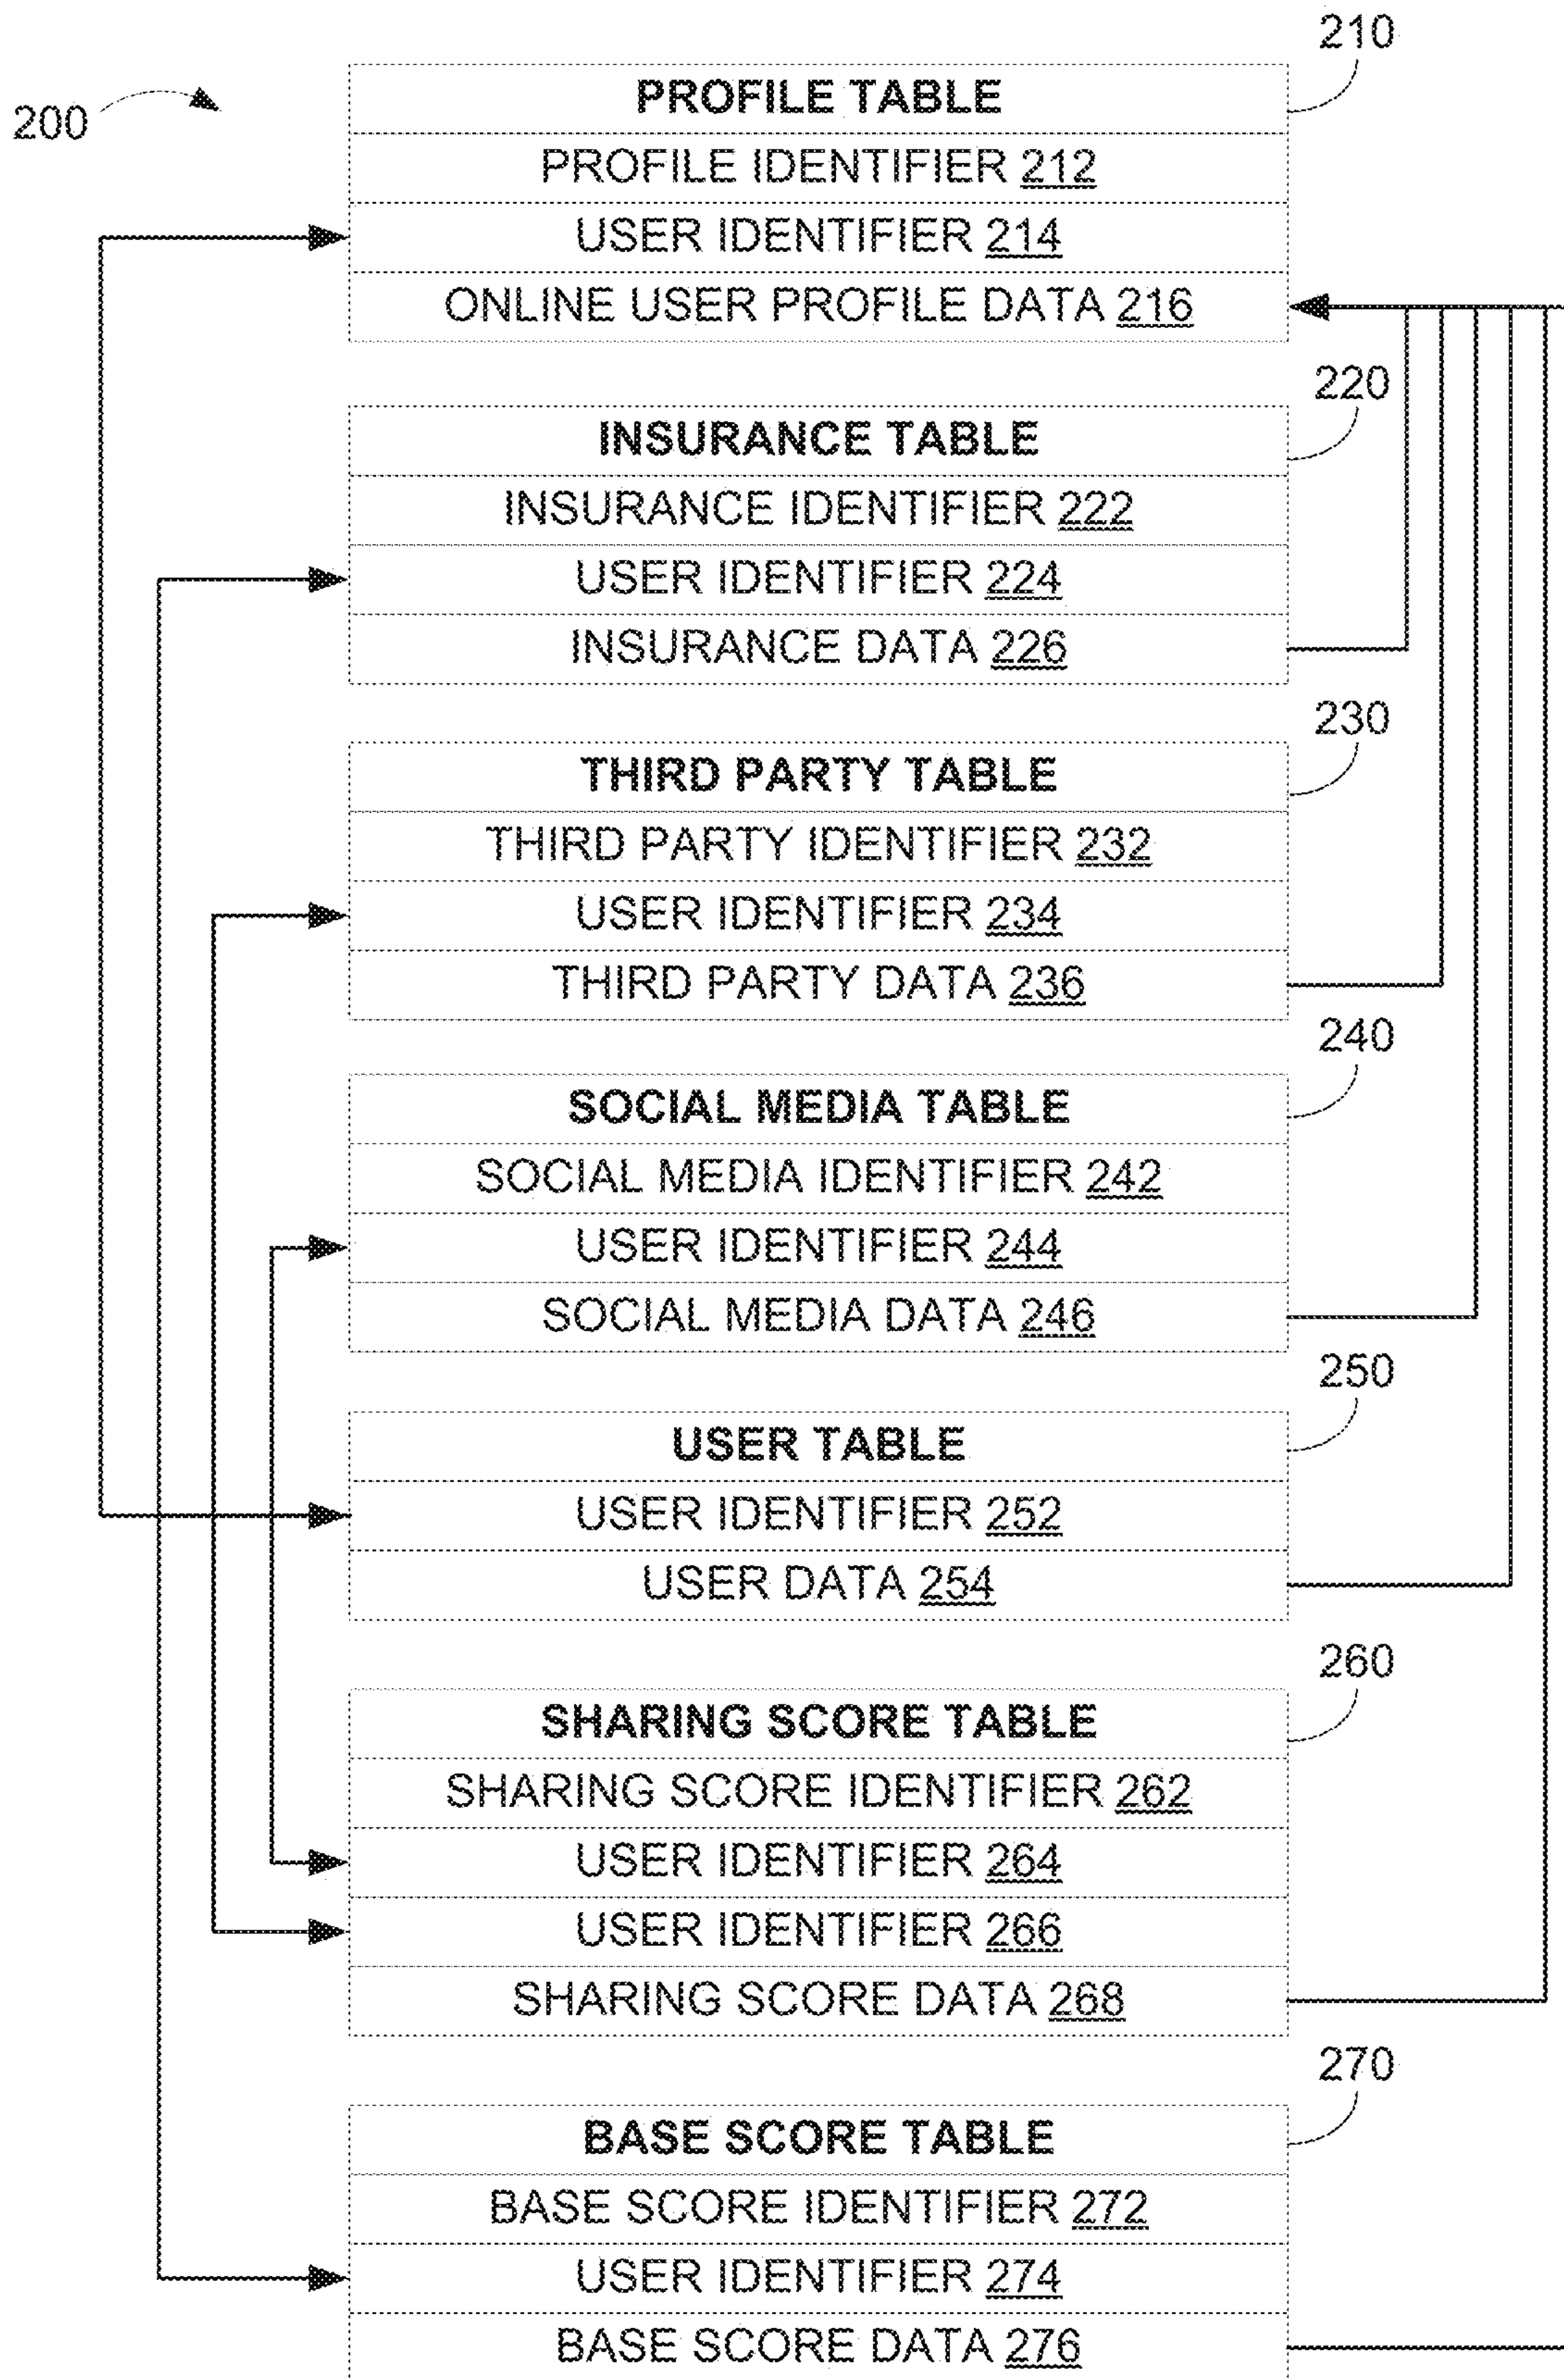 210
200
PROFILE TABLE
PROFILE IDENTIFIER 212
USER IDENTIFIER 214
ONLINE USER PROFILE DATA 216
220
INSURANCE TABLE
INSURANCE IDENTIFIER 222
USER IDENTIFIER 224
INSURANCE DATA 226
230
THIRD PARTY TABLE
THIRD PARTY IDENTIFIER 232
USER IDENTIFIER 234
THIRD PARTY DATA 236
240
SOCIAL MEDIA TABLE
SOCIAL MEDIA IDENTIFIER 242
USER IDENTIFIER 244
SOCIAL MEDIA DATA 246
250
USER TABLE
USER IDENTIFIER 252
USER DATA 254
260
SHARING SCORE TABLE
SHARING SCORE IDENTIFIER 262
USER IDENTIFIER 264
USER IDENTIFIER 266
SHARING SCORE DATA 268
270
BASE SCORE TABLE
BASE SCORE IDENTIFIER 272
USER IDENTIFIER 274
BASE SCORE DATA 276